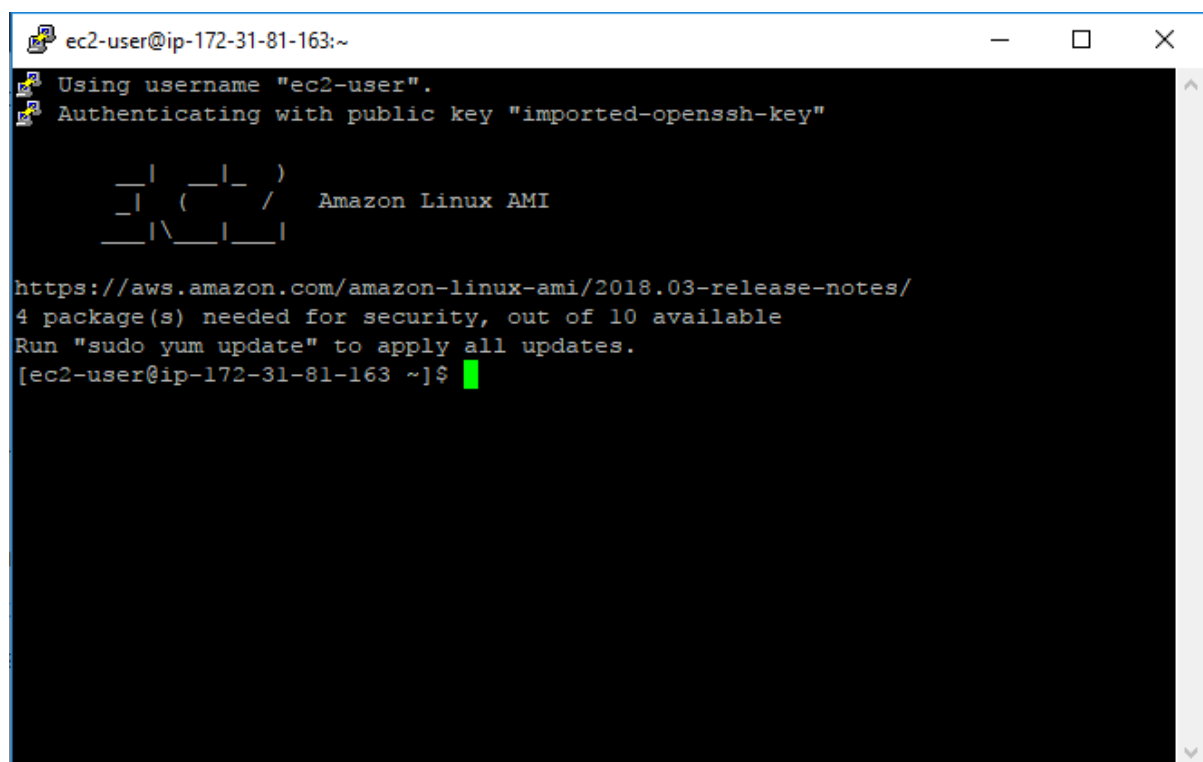 ec2-user@ip-172-31-81-163:~
Using username "ec2-user".
Authenticating with public key "imported-openssh-key"
       __|  __|_  )
       _|  (     /   Amazon Linux AMI
      ___|\___|___|
https://aws.amazon.com/amazon-linux-ami/2018.03-release-notes/
4 package(s) needed for security, out of 10 available
Run "sudo yum update" to apply all updates.
[ec2-user@ip-172-31-81-163 ~]$